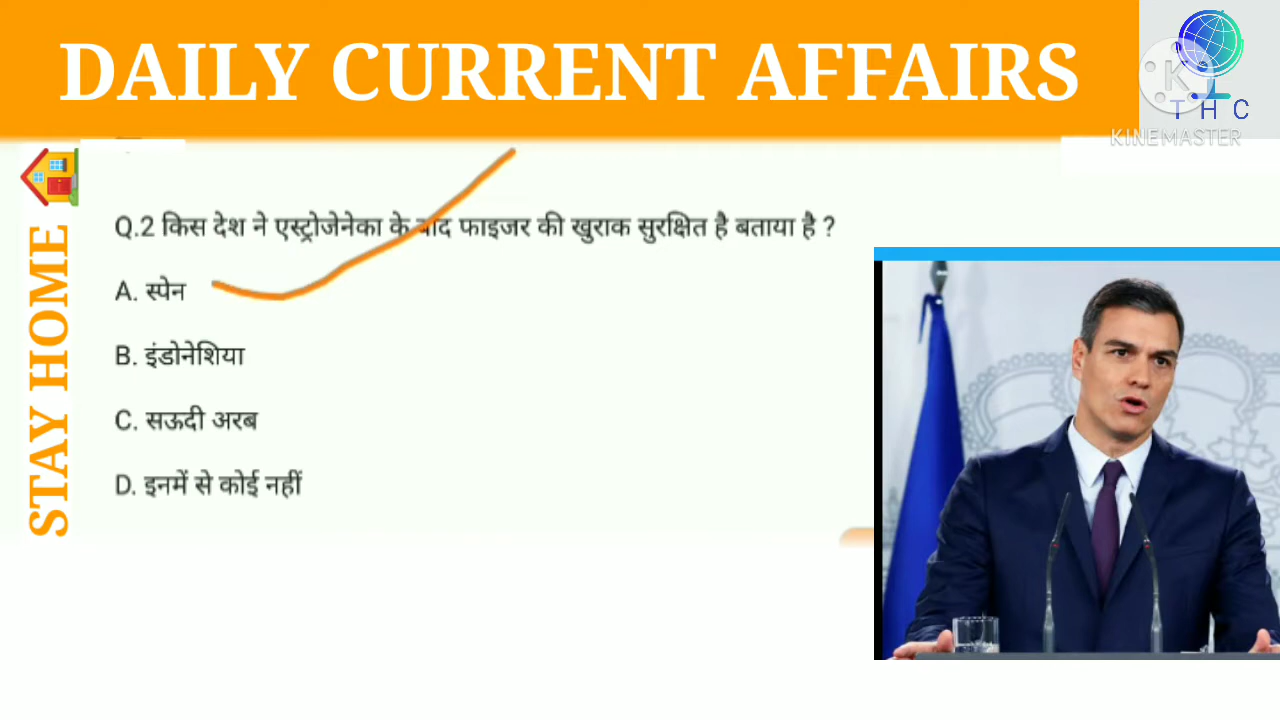 DAILY CURRENT AFFAIRS
THC
KINEMASTER
STAY HOME
Q.2 किस देश ने एस्ट्रोजेनेका के बाद फाइजर की खुराक सुरक्षित है बताया है ?
A. स्पेन
B. इंडोनेशिया
C. सऊदी अरब
D. इनमें से कोई नहीं